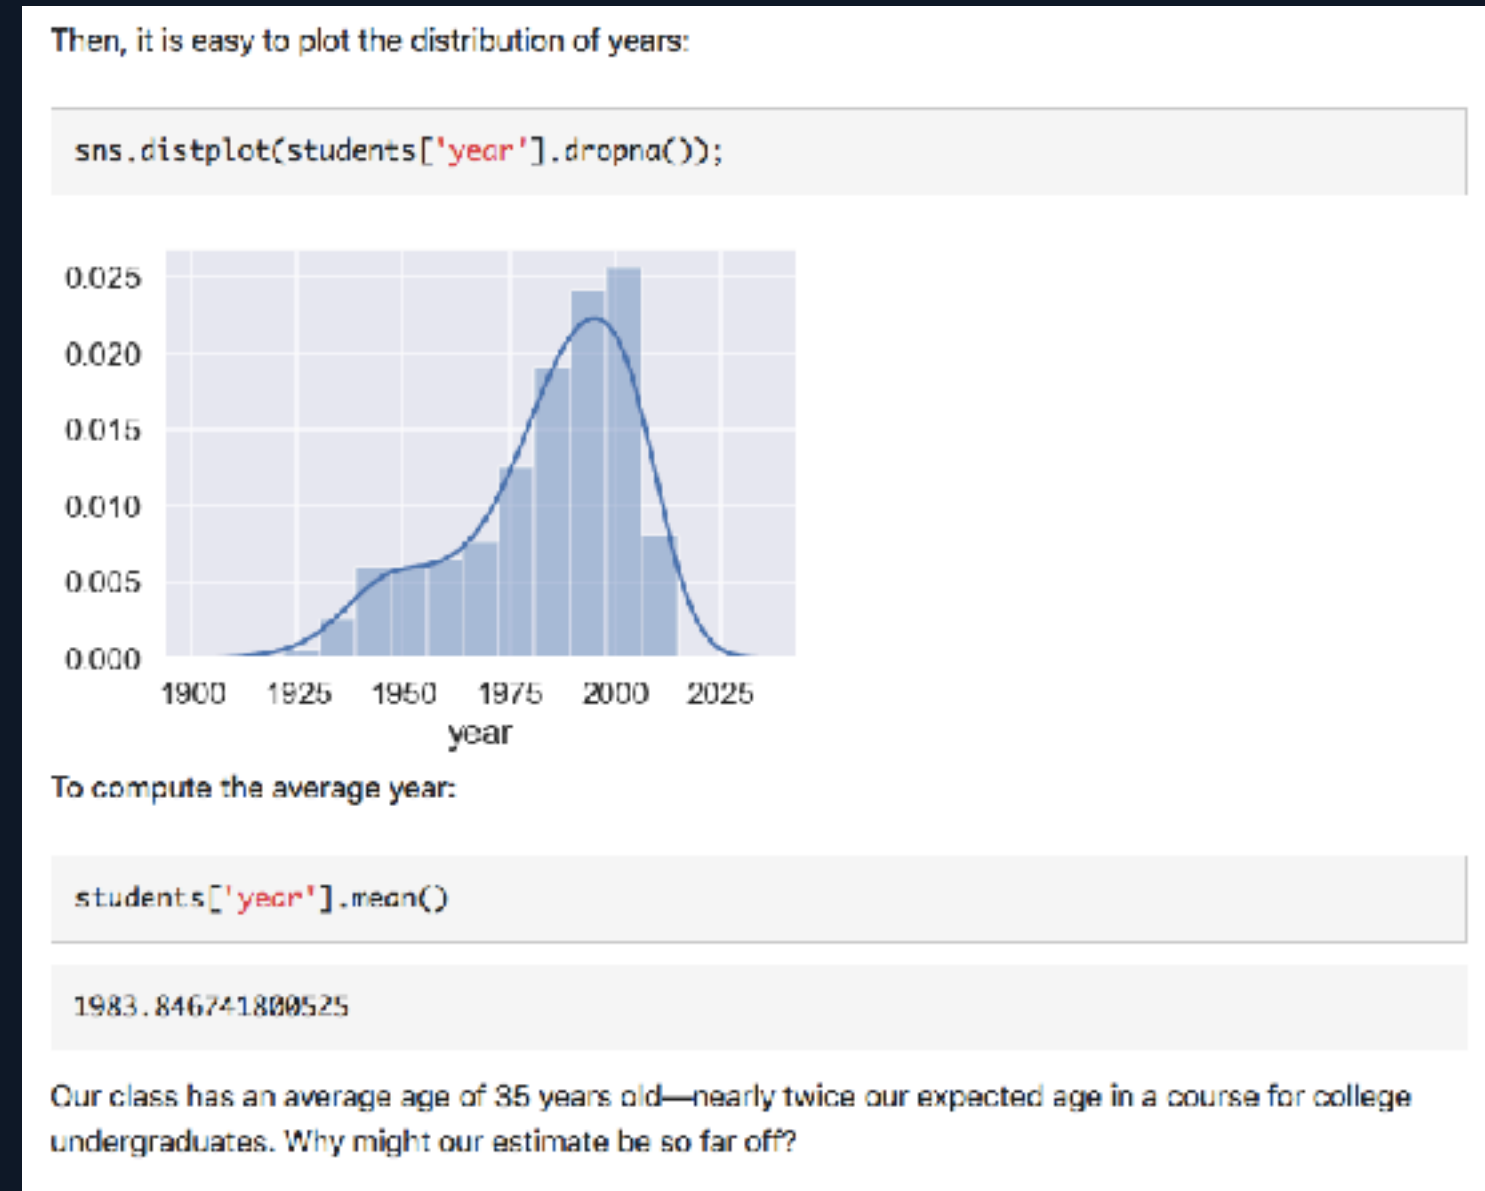 Then, it is easy to plot the distribution of years:
sns.distplot(students['year'].dropna());
0.025
0.020
0.015
0.010
0.005
0.000
1900 1925 1950 1975 2000 2025
year
To compute the average year:
students['year'].mean()
1983.846741800525
Our class has an average age of 35 years old—nearly twice our expected age in a course for college
undergraduates. Why might our estimate be so far off?